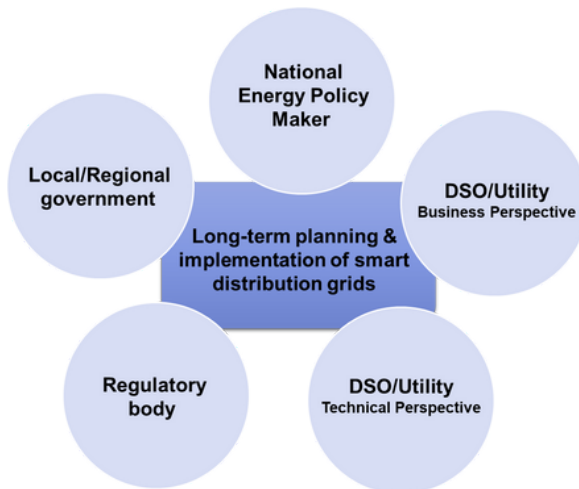 National
Energy Policy
Maker
Local/Regional
government
DSO/Utility
Business Perspective
Long-term planning &
implementation of smart
distribution grids
Regulatory
body
DSO/Utility
Technical Perspective